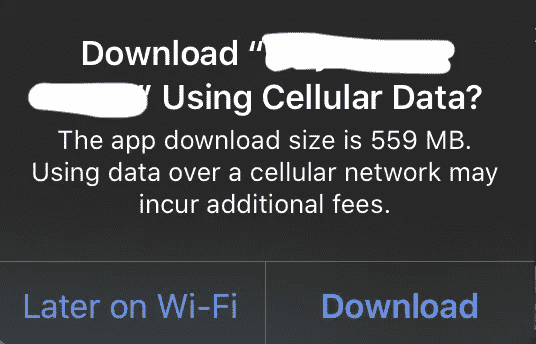 Download “
” Using Cellular Data?
The app download size is 559 MB.
Using data over a cellular network may
incur additional fees.
Later on Wi-Fi
Download